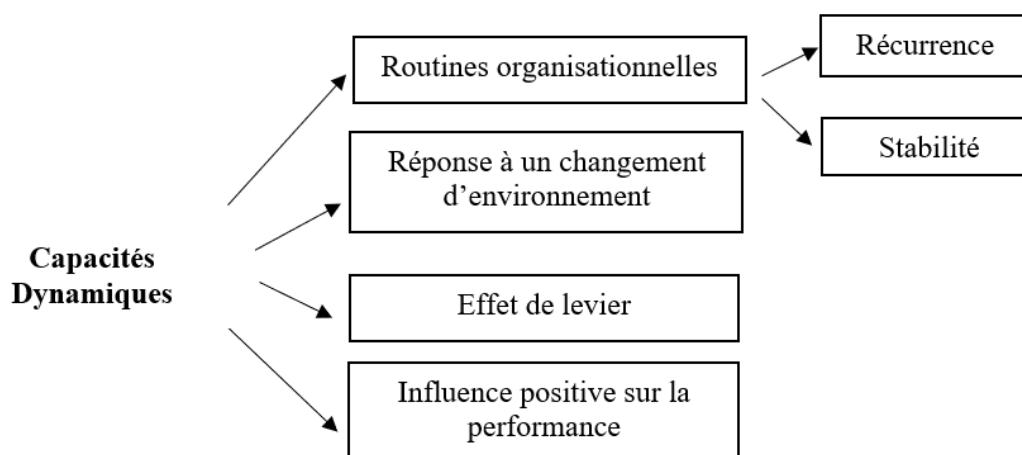 Récurrence
Routines organisationnelles
Stabilité
Réponse à un changement
d’environnement
Capacités
Dynamiques
Effet de levier
Influence positive sur la
performance